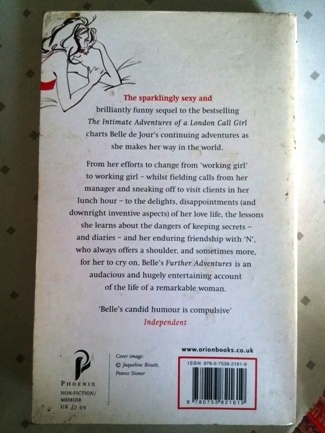 The sparklingly sexy and
brilliantly funny sequel to the bestselling
The Intimate Adventures of a London Call Girl
charts Belle de Jour's continuing adventures as
she makes her way in the world.
From her efforts to change from 'working girl'
to working girl – whilst fielding calls from her
manager and sneaking off to visit clients in her
lunch hour – to the delights, disappointments (and
downright inventive aspects) of her love life, the lessons
she learns about the dangers of keeping secrets –
and diaries – and her enduring friendship with 'N',
who always offers a shoulder, and sometimes more,
for her to cry on, Belle's Further Adventures is an
audacious and hugely entertaining account
of the life of a remarkable woman.
'Belle's candid humour is compulsive'
Independent
PHOENIX
NON-FICTION/
MEMOIR
UK £7.99
Cover image:
© Jaqueline Bissett,
Pearce Stoner
www.orionbooks.co.uk
ISBN 978-0-7538-2181-9
9 780753 821819